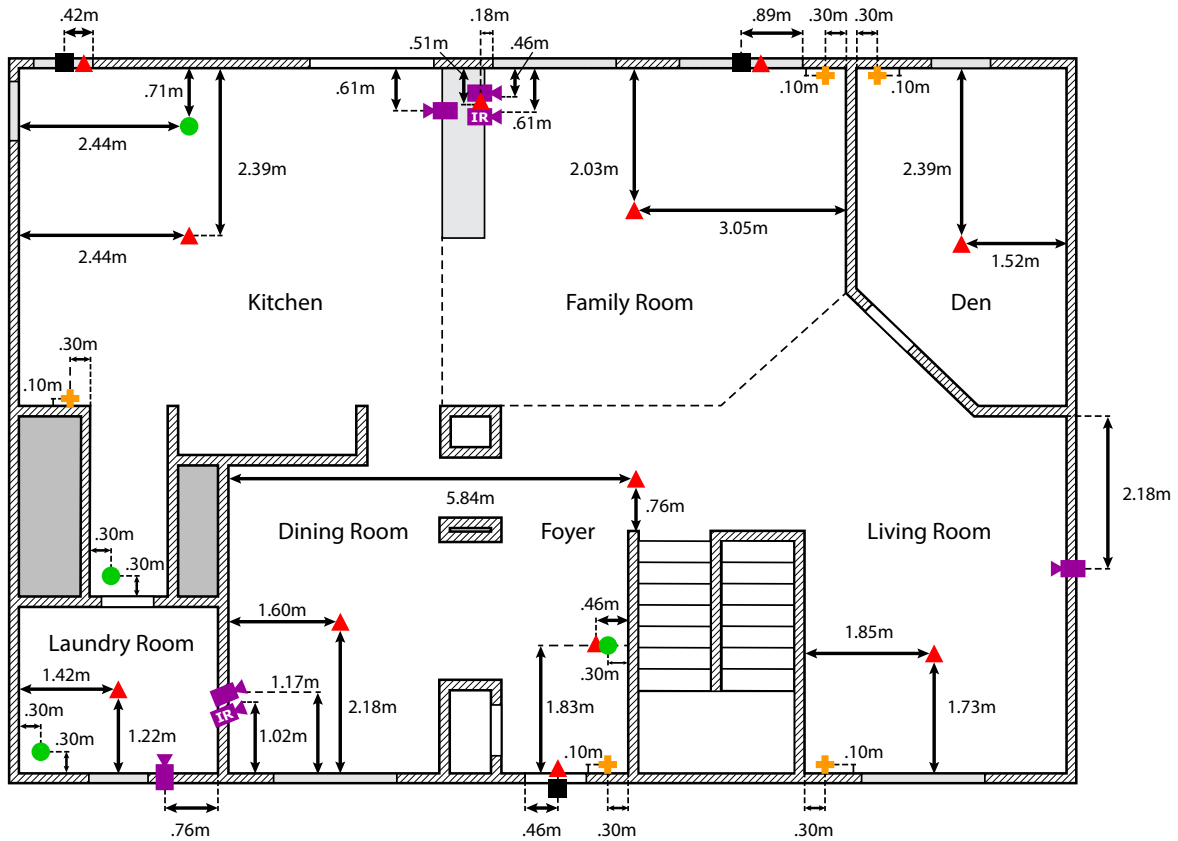 .42m
.18m
.89m
.30m
.30m
.51m
.46m
.71m
.61m
.61m
.10m
.10m
IR
2.44m
2.39m
2.03m
2.39m
3.05m
2.44m
1.52m
Kitchen
Family Room
Den
.30m
.10m
5.84m
.76m
2.18m
Dining Room
Foyer
Living Room
.30m
.30m
1.60m
.46m
1.85m
Laundry Room
.30m
1.42m
1.17m
.30m
IR
2.18m
1.83m
1.73m
.30m
1.22m
1.02m
.10m
.10m
.76m
.46m
.30m
.30m